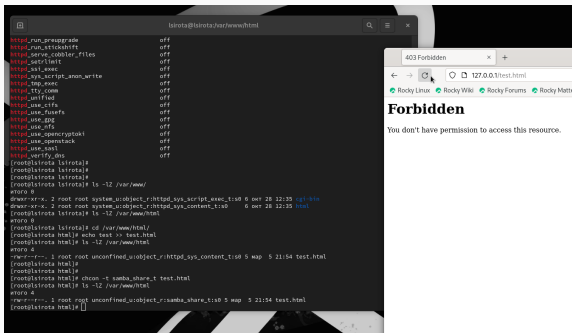 lsirota@lsirota:/var/www/html
httpd_run_preupgrade off
httpd_run_stickshift off
httpd_serve_cobbler_files off
httpd_setrlimit off
httpd_ssi_exec off
httpd_sys_script_anon_write off
httpd_tmp_exec off
httpd_tty_comm off
httpd_unified off
httpd_use_cifs off
httpd_use_fusefs off
httpd_use_gpg off
httpd_use_nfs off
httpd_use_opencryptoki off
httpd_use_openstack off
httpd_use_sasl off
httpd_verify_dns off
[root@lsirota lsirota]#
[root@lsirota lsirota]#
[root@lsirota lsirota]#
[root@lsirota lsirota]# ls -lZ /var/www/
итого 0
drwxr-xr-x. 2 root root system_u:object_r:httpd_sys_script_exec_t:s0 6 окт 28 12:35 cgi-bin
drwxr-xr-x. 2 root root system_u:object_r:httpd_sys_content_t:s0 6 окт 28 12:35 html
[root@lsirota lsirota]# ls -lZ /var/www/html
итого 0
[root@lsirota lsirota]# cd /var/www/html/
[root@lsirota html]# echo test >> test.html
[root@lsirota html]# ls -lZ /var/www/html
итого 4
-rw-r--r--. 1 root root unconfined_u:object_r:httpd_sys_content_t:s0 5 мар 5 21:54 test.html
[root@lsirota html]#
[root@lsirota html]#
[root@lsirota html]# chcon -t samba_share_t test.html
[root@lsirota html]# ls -lZ /var/www/html
итого 4
-rw-r--r--. 1 root root unconfined_u:object_r:samba_share_t:s0 5 мар 5 21:54 test.html
[root@lsirota html]#
403 Forbidden
127.0.0.1/test.html
Rocky Linux Rocky Wiki Rocky Forums Rocky Matte
Forbidden
You don't have permission to access this resource.